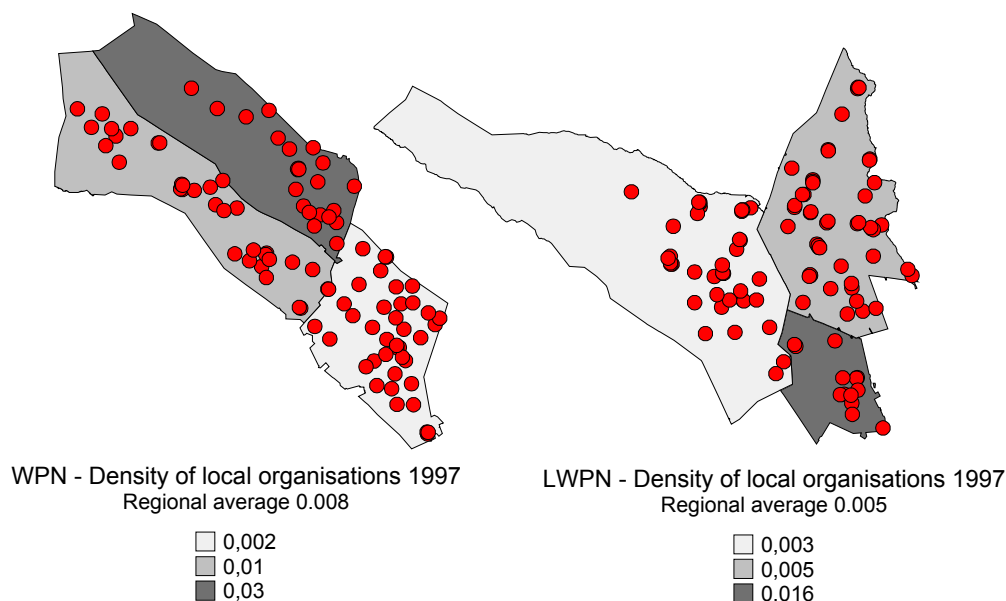 WPN - Density of local organisations 1997
Regional average 0.008
0,002
0,01
0,03
LWPN - Density of local organisations 1997
Regional average 0.005
0,003
0,005
0,016